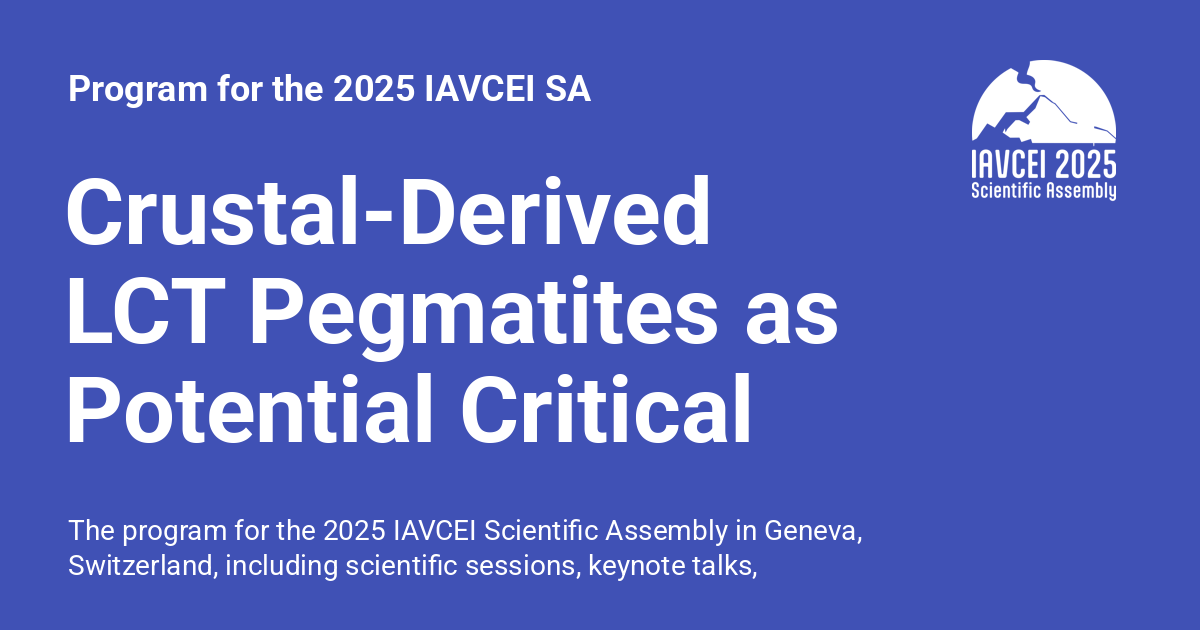 Program for the 2025 IAVCEI SA
IAVCEI 2025
Scientific Assembly
Crustal-Derived
LCT Pegmatites as
Potential Critical
The program for the 2025 IAVCEI Scientific Assembly in Geneva,
Switzerland, including scientific sessions, keynote talks,